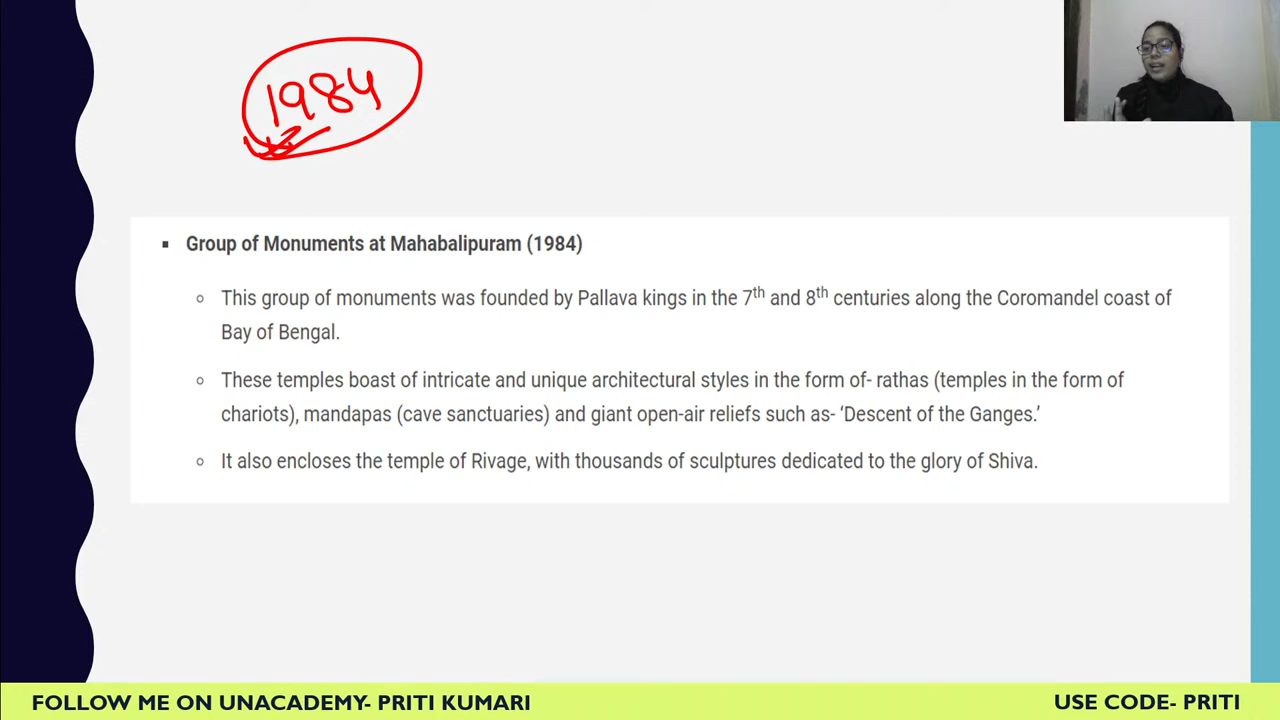 1984
▪ Group of Monuments at Mahabalipuram (1984)
○ This group of monuments was founded by Pallava kings in the 7th and 8th centuries along the Coromandel coast of
Bay of Bengal.
○ These temples boast of intricate and unique architectural styles in the form of- rathas (temples in the form of
chariots), mandapas (cave sanctuaries) and giant open-air reliefs such as- ‘Descent of the Ganges.’
○ It also encloses the temple of Rivage, with thousands of sculptures dedicated to the glory of Shiva.
FOLLOW ME ON UNACADEMY- PRITI KUMARI
USE CODE- PRITI